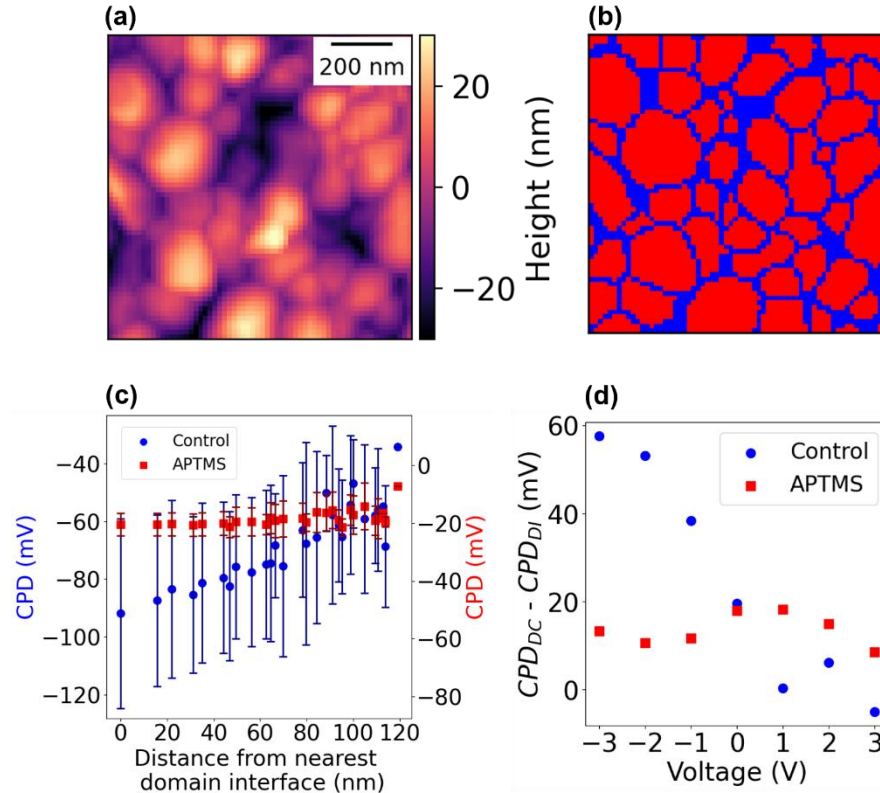 (a)
200 nm
20
0
−20
Height (nm)
(b)
(c)
Control
APTMS
−40
−60
−80
−100
−120
CPD (mV)
0
−20
−40
−60
−80
CPD (mV)
0 20 40 60 80 100 120
Distance from nearest
domain interface (nm)
(d)
Control
APTMS
60
40
20
0
CPD_DC - CPD_DI (mV)
−3 −2 −1 0 1 2 3
Voltage (V)